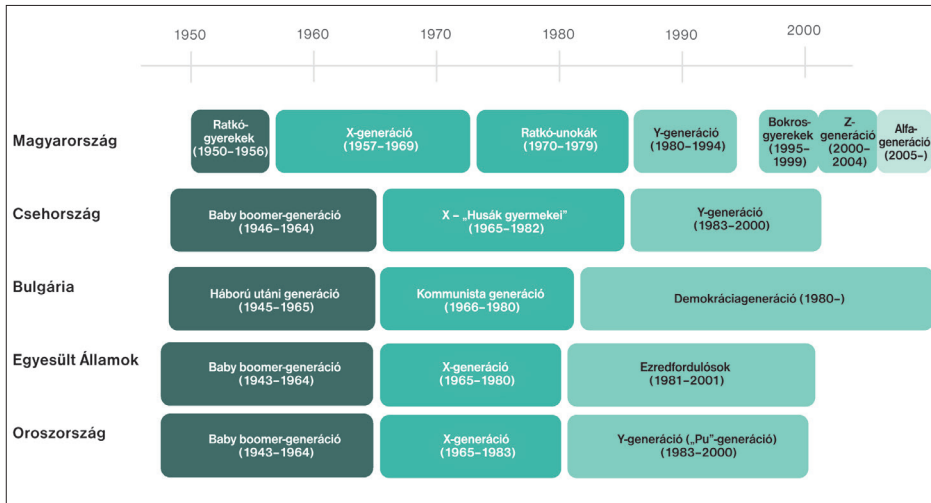 1950 1960 1970 1980 1990 2000
Magyarország
Ratkó-
gyerekek
(1950–1956)
X-generáció
(1957–1969)
Ratkó-unokák
(1970–1979)
Y-generáció
(1980–1994)
Bokros-
gyerekek
(1995–
1999)
Z-
generáció
(2000–
2004)
Alfa-
generáció
(2005-)
Csehország
Baby boomer-generáció
(1946–1964)
X – „Husák gyermekei”
(1965–1982)
Y-generáció
(1983–2000)
Bulgária
Háború utáni generáció
(1945–1965)
Kommunista generáció
(1966–1980)
Demokráciageneráció (1980-)
Egyesült Államok
Baby boomer-generáció
(1943–1964)
X-generáció
(1965–1980)
Ezredfordulósok
(1981–2001)
Oroszország
Baby boomer-generáció
(1943–1964)
X-generáció
(1965–1983)
Y-generáció („Pu”-generáció)
(1983–2000)